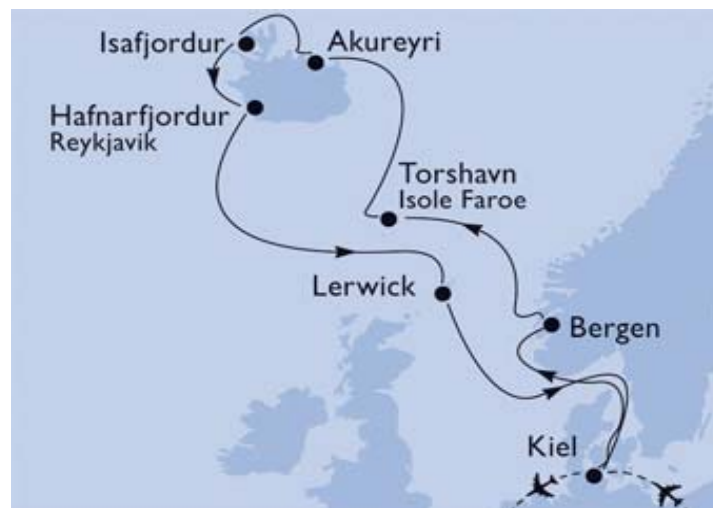 Isafjordur
Akureyri
Hafnarfjordur
Reykjavik
Torshavn
Isole Faroe
Lerwick
Bergen
Kiel